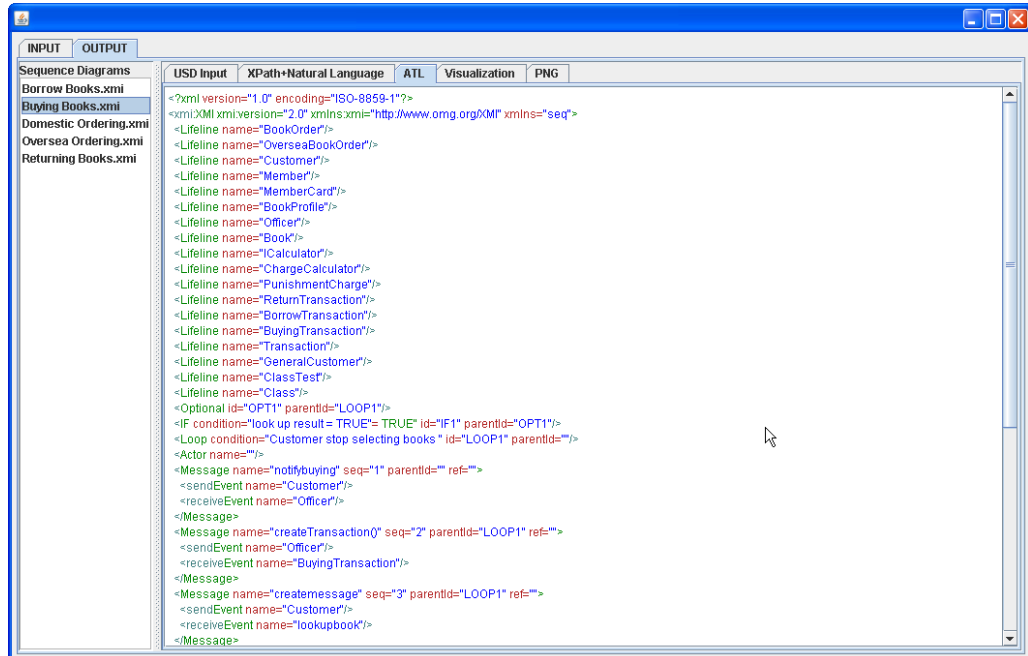 INPUT OUTPUT
Sequence Diagrams
Borrow Books.xmi
Buying Books.xmi
Domestic Ordering.xmi
Oversea Ordering.xmi
Returning Books.xmi
USD Input XPath+Natural Language ATL Visualization PNG
<?xml version="1.0" encoding="ISO-8859-1"?>
<xmi:XMI xmi:version="2.0" xmlns:xmi="http://www.omg.org/XMI" xmlns="seq">
<Lifeline name="BookOrder"/>
<Lifeline name="OverseaBookOrder"/>
<Lifeline name="Customer"/>
<Lifeline name="Member"/>
<Lifeline name="MemberCard"/>
<Lifeline name="BookProfile"/>
<Lifeline name="Officer"/>
<Lifeline name="Book"/>
<Lifeline name="ICalculator"/>
<Lifeline name="ChargeCalculator"/>
<Lifeline name="PunishmentCharge"/>
<Lifeline name="ReturnTransaction"/>
<Lifeline name="BorrowTransaction"/>
<Lifeline name="BuyingTransaction"/>
<Lifeline name="Transaction"/>
<Lifeline name="GeneralCustomer"/>
<Lifeline name="ClassTest"/>
<Lifeline name="Class"/>
<Optional id="OPT1" parentId="LOOP1"/>
<IF condition="look up result = TRUE"= TRUE" id="IF1" parentId="OPT1"/>
<Loop condition="Customer stop selecting books " id="LOOP1" parentId=""/>
<Actor name=""/>
<Message name="notifybuying" seq="1" parentId="" ref="">
<sendEvent name="Customer"/>
<receiveEvent name="Officer"/>
</Message>
<Message name="createTransaction()" seq="2" parentId="LOOP1" ref="">
<sendEvent name="Officer"/>
<receiveEvent name="BuyingTransaction"/>
</Message>
<Message name="createmessage" seq="3" parentId="LOOP1" ref="">
<sendEvent name="Customer"/>
<receiveEvent name="lookupbook"/>
</Message>